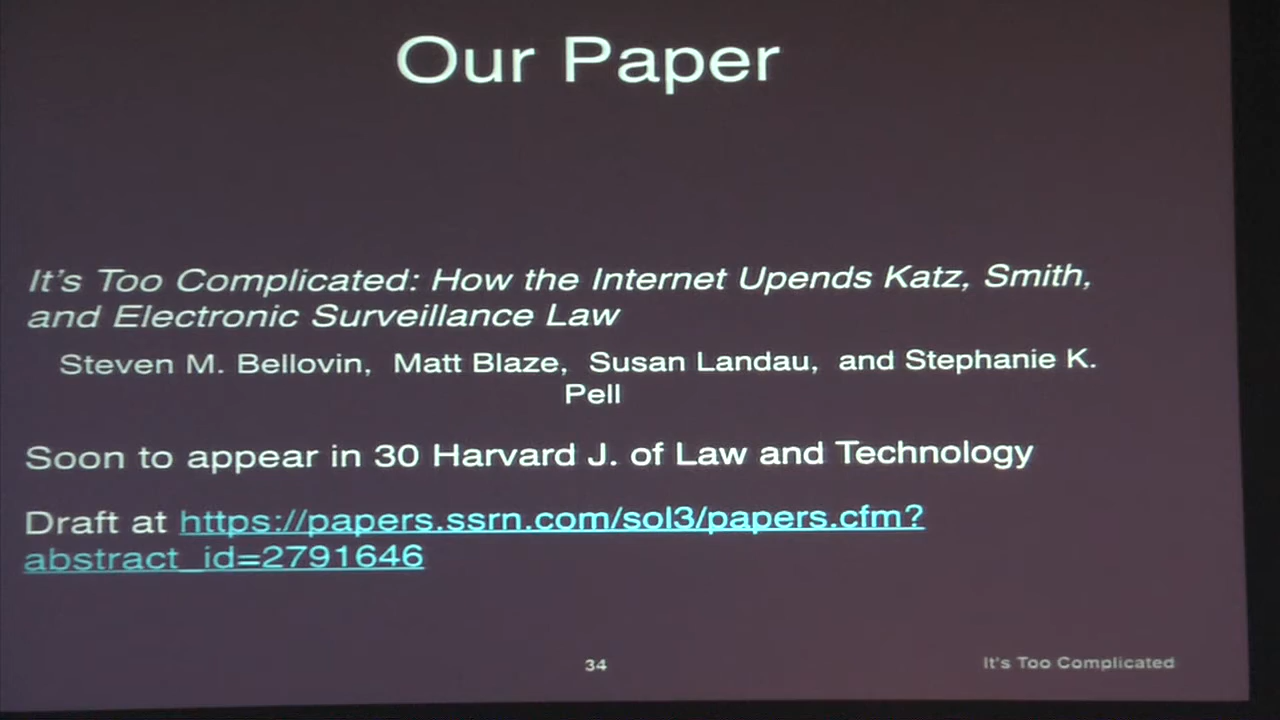 Our Paper
It's Too Complicated: How the Internet Upends Katz, Smith,
and Electronic Surveillance Law
Steven M. Bellovin, Matt Blaze, Susan Landau, and Stephanie K.
Pell
Soon to appear in 30 Harvard J. of Law and Technology
Draft at https://papers.ssrn.com/sol3/papers.cfm?
abstract_id=2791646
34
It's Too Complicated